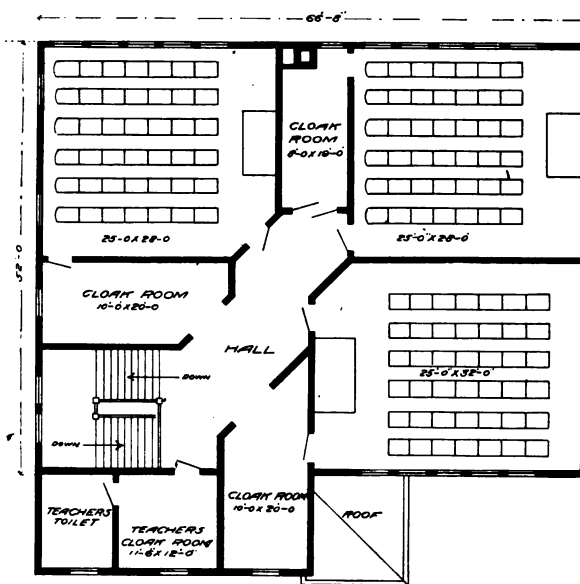 66'-8"
CLOAK
ROOM
8'-0 X 18'-0
25-0 X 28-0
25'-0" X 28'-0
52'-0
CLOAK ROOM
10'-0 X 20'-0
HALL
DOWN
25'-0 X 32'-0
DOWN
TEACHERS
TOILET
TEACHERS
CLOAK ROOM
11'-6 X 12'-0"
CLOAK ROOM
10'-0 X 20'-0
ROOF